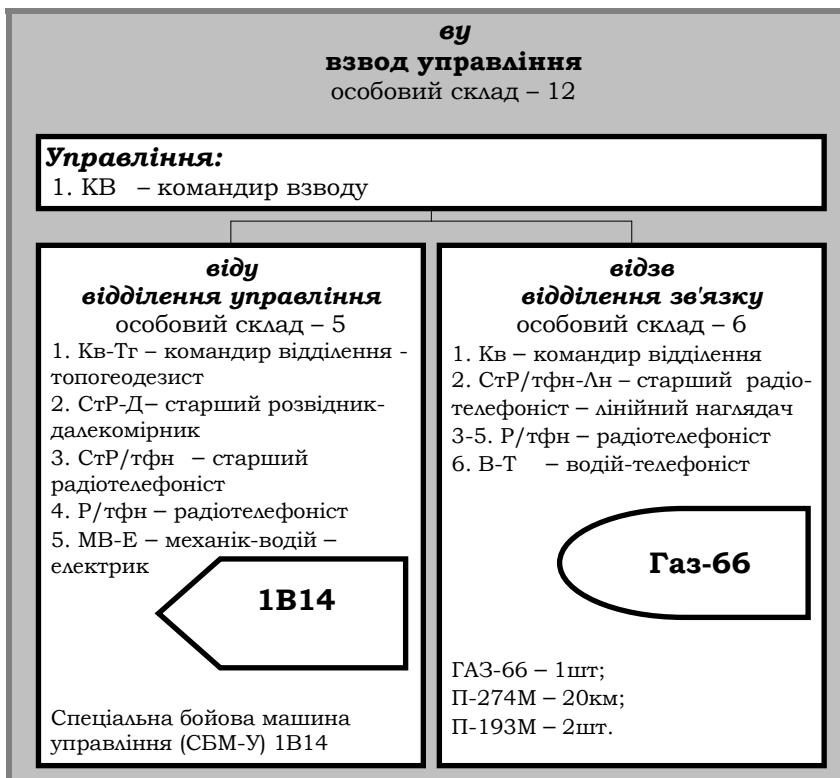 ву
взвод управління
особовий склад – 12
Управління:
1. КВ – командир взводу
віду
відділення управління
особовий склад – 5
1. Кв-Тг – командир відділення -
топогеодезист
2. СтР-Д– старший розвідник-
далекомірник
3. СтР/тфн – старший
радіотелефоніст
4. Р/тфн – радіотелефоніст
5. МВ-Е – механік-водій –
електрик
1В14
Спеціальна бойова машина
управління (СБМ-У) 1В14
відзв
відділення зв'язку
особовий склад – 6
1. Кв – командир відділення
2. СтР/тфн-Лн – старший радіо-
телефоніст – лінійний наглядач
3-5. Р/тфн – радіотелефоніст
6. В-Т – водій-телефоніст
Газ-66
ГАЗ-66 – 1шт;
П-274М – 20км;
П-193М – 2шт.